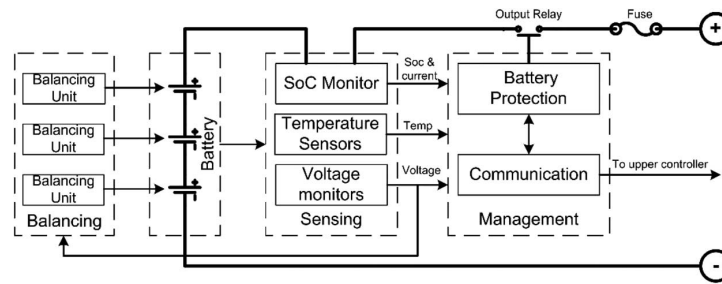 Output Relay
Fuse
+
Balancing
Unit
Balancing
Unit
Balancing
Unit
Balancing
Battery
SoC Monitor
Temperature
Sensors
Voltage
monitors
Sensing
Soc &
current
Temp
Voltage
Battery
Protection
Communication
Management
To upper controller
-